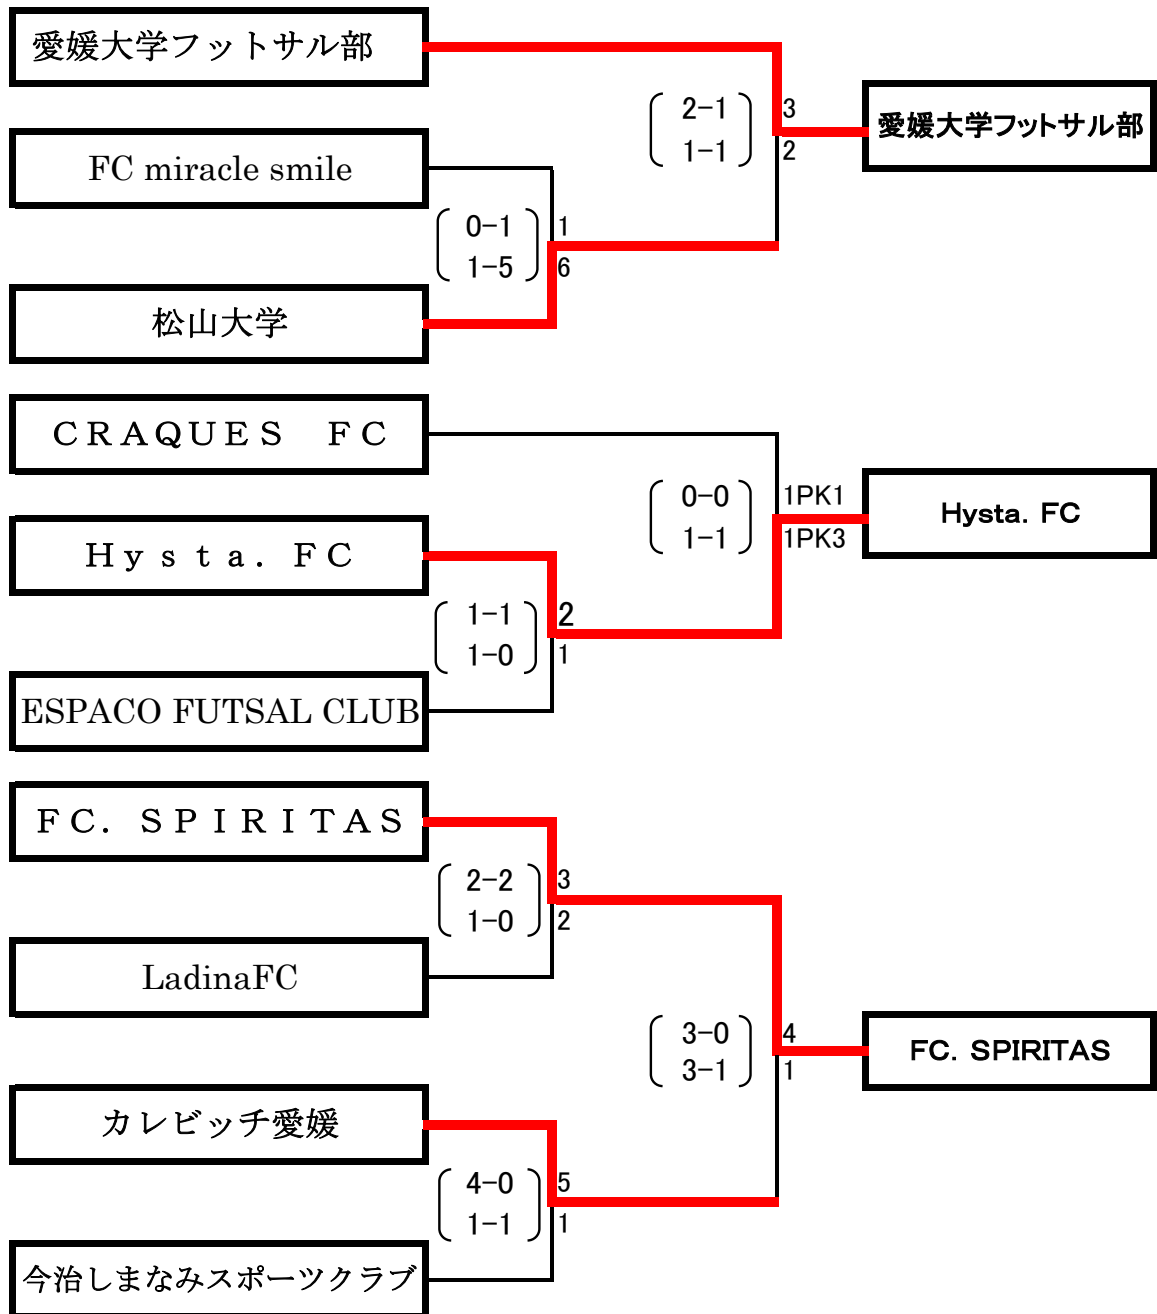 愛媛大学フットサル部
2-1
3
愛媛大学フットサル部
1-1
2
FC miracle smile
0-1
1
1-5
6
松山大学
CRAQUES FC
0-0
1PK1
Hysta. FC
1-1
1PK3
Hysta. FC
1-1
2
1-0
1
ESPACO FUTSAL CLUB
FC. SPIRITAS
2-2
3
1-0
2
LadinaFC
3-0
4
FC. SPIRITAS
3-1
1
カレビッチ愛媛
4-0
5
1-1
1
今治しまなみスポーツクラブ